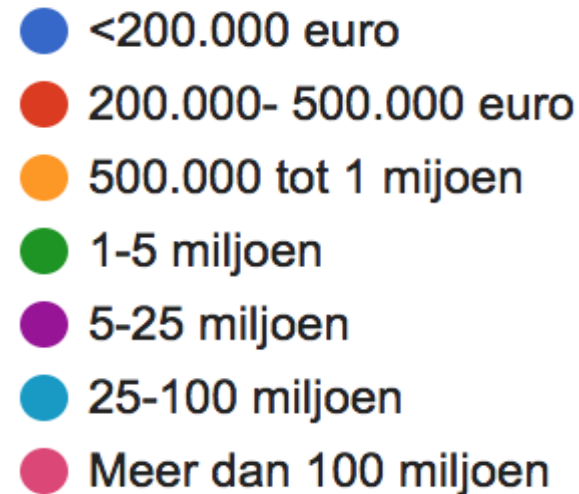 <200.000 euro
200.000- 500.000 euro
500.000 tot 1 mijoen
1-5 miljoen
5-25 miljoen
25-100 miljoen
Meer dan 100 miljoen